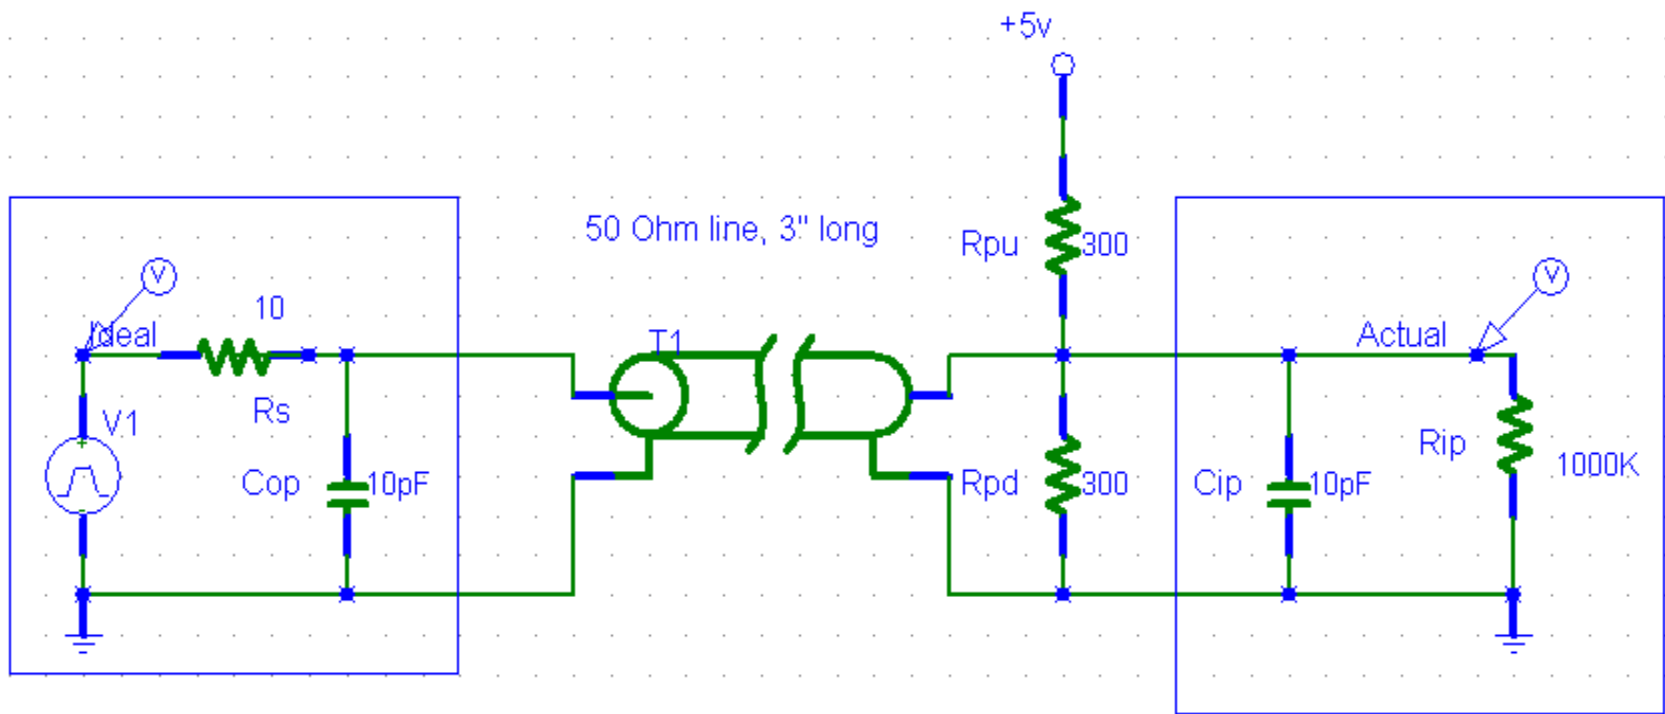 +5v
50 Ohm line, 3" long
Rpu
300
V
10
Ideal
T1
Actual
V
V1
Rs
Rip
1000K
Cop
10pF
Rpd
300
Cip
10pF